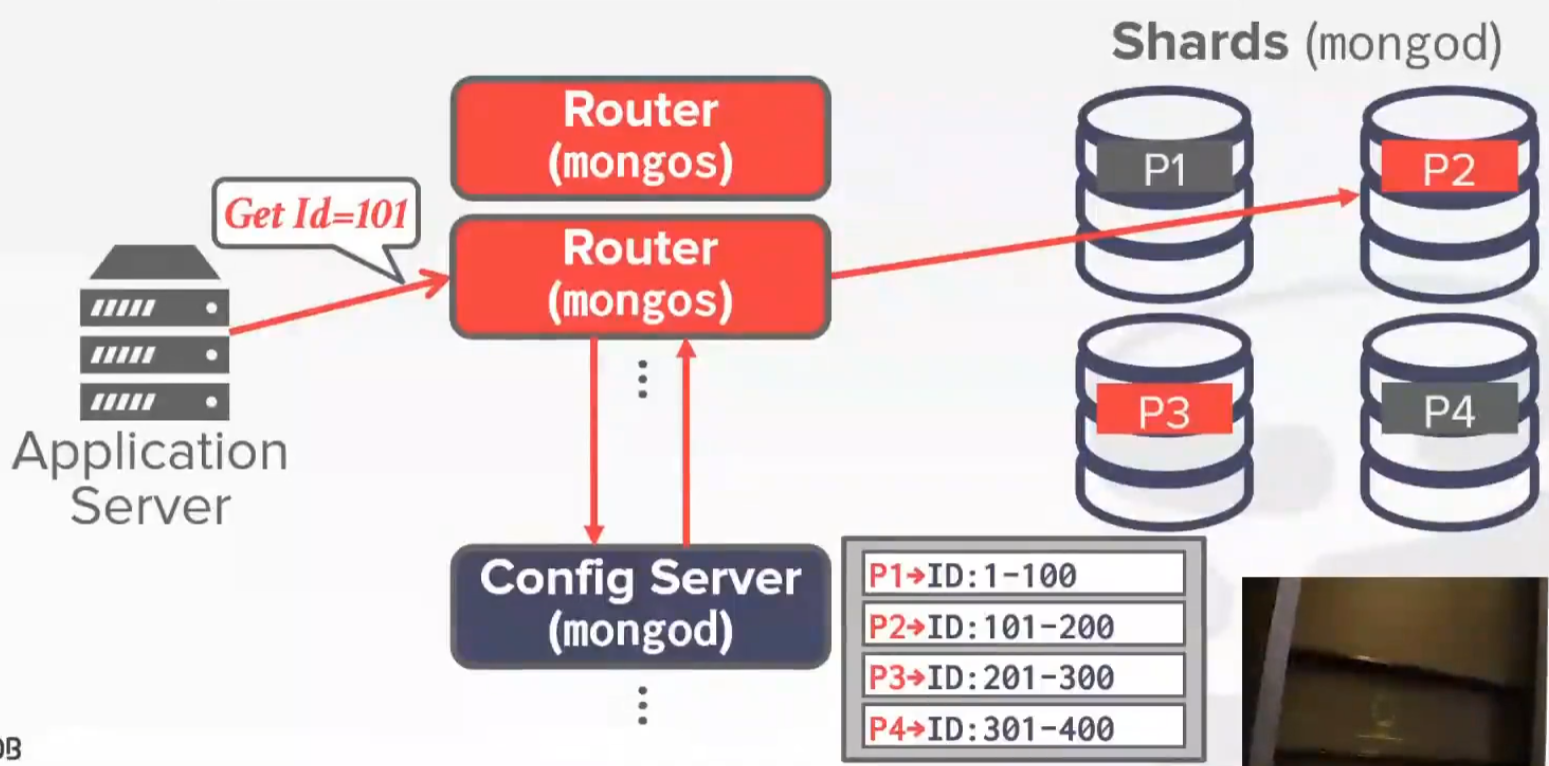 Shards (mongod)
Router
(mongos)
P1
P2
Get Id=101
Router
(mongos)
P3
P4
Application
Server
Config Server
(mongod)
P1→ID:1-100
P2→ID:101-200
P3→ID:201-300
P4→ID:301-400